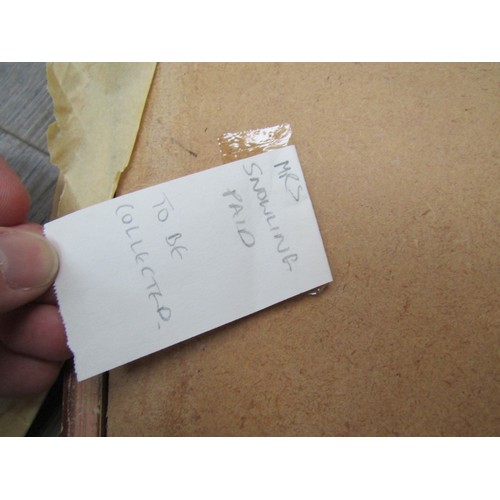 MRS
SNOWLING
PAID
TO BE
COLLECTED.